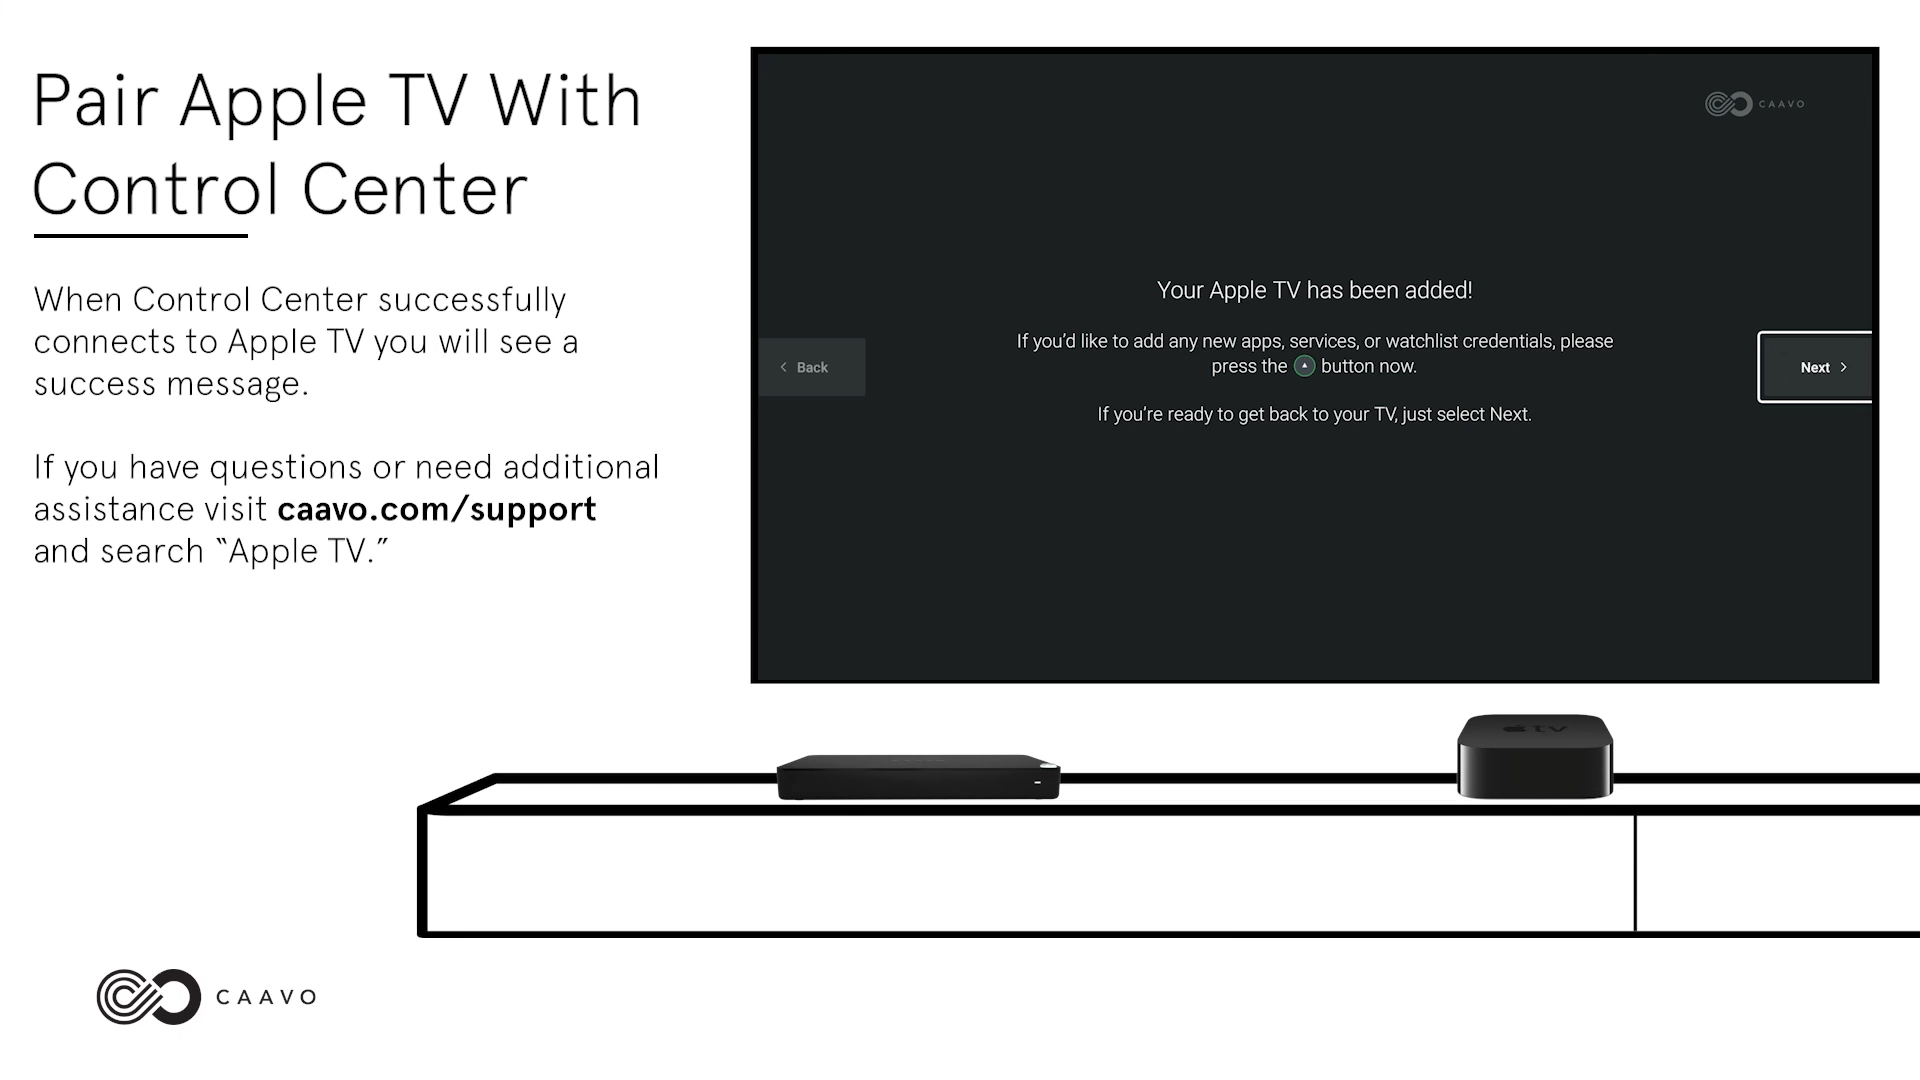 Pair Apple TV With
Control Center
When Control Center successfully
connects to Apple TV you will see a
success message.
If you have questions or need additional
assistance visit caavo.com/support
and search “Apple TV.”
CAAVO
Your Apple TV has been added!
If you’d like to add any new apps, services, or watchlist credentials, please
press the button now.
If you’re ready to get back to your TV, just select Next.
Back
Next
tv
CAAVO